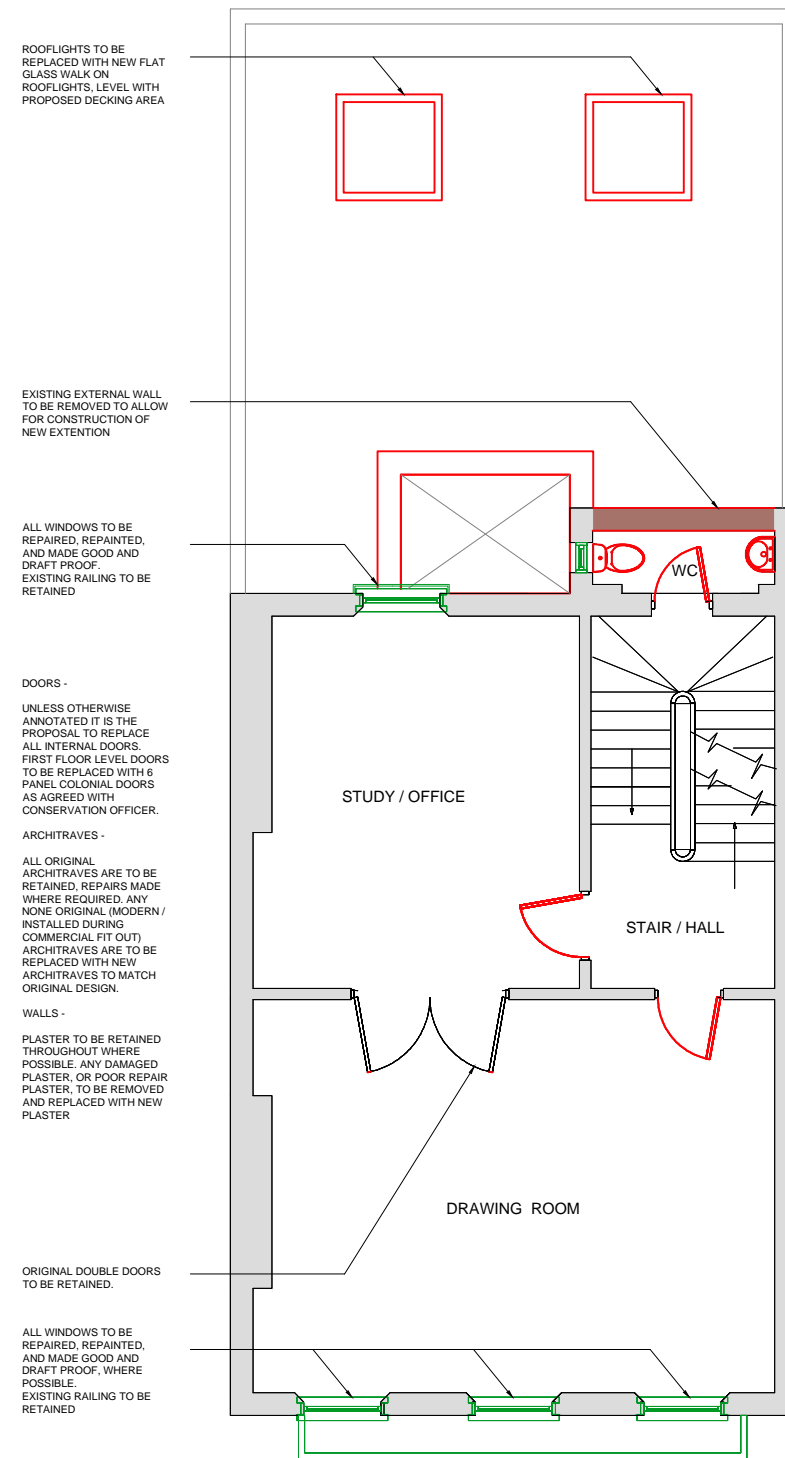 ROOFLIGHTS TO BE
REPLACED WITH NEW FLAT
GLASS WALK ON
ROOFLIGHTS, LEVEL WITH
PROPOSED DECKING AREA
EXISTING EXTERNAL WALL
TO BE REMOVED TO ALLOW
FOR CONSTRUCTION OF
NEW EXTENTION
ALL WINDOWS TO BE
REPAIRED, REPAINTED,
AND MADE GOOD AND
DRAFT PROOF.
EXISTING RAILING TO BE
RETAINED
WC
DOORS -
UNLESS OTHERWISE
ANNOTATED IT IS THE
PROPOSAL TO REPLACE
ALL INTERNAL DOORS.
FIRST FLOOR LEVEL DOORS
TO BE REPLACED WITH 6
PANEL COLONIAL DOORS
AS AGREED WITH
CONSERVATION OFFICER.
ARCHITRAVES -
ALL ORIGINAL
ARCHITRAVES ARE TO BE
RETAINED, REPAIRS MADE
WHERE REQUIRED. ANY
NONE ORIGINAL (MODERN /
INSTALLED DURING
COMMERCIAL FIT OUT)
ARCHITRAVES ARE TO BE
REPLACED WITH NEW
ARCHITRAVES TO MATCH
ORIGINAL DESIGN.
WALLS -
PLASTER TO BE RETAINED
THROUGHOUT WHERE
POSSIBLE. ANY DAMAGED
PLASTER, OR POOR REPAIR
PLASTER, TO BE REMOVED
AND REPLACED WITH NEW
PLASTER
STUDY / OFFICE
STAIR / HALL
DRAWING ROOM
ORIGINAL DOUBLE DOORS
TO BE RETAINED.
ALL WINDOWS TO BE
REPAIRED, REPAINTED,
AND MADE GOOD AND
DRAFT PROOF, WHERE
POSSIBLE.
EXISTING RAILING TO BE
RETAINED